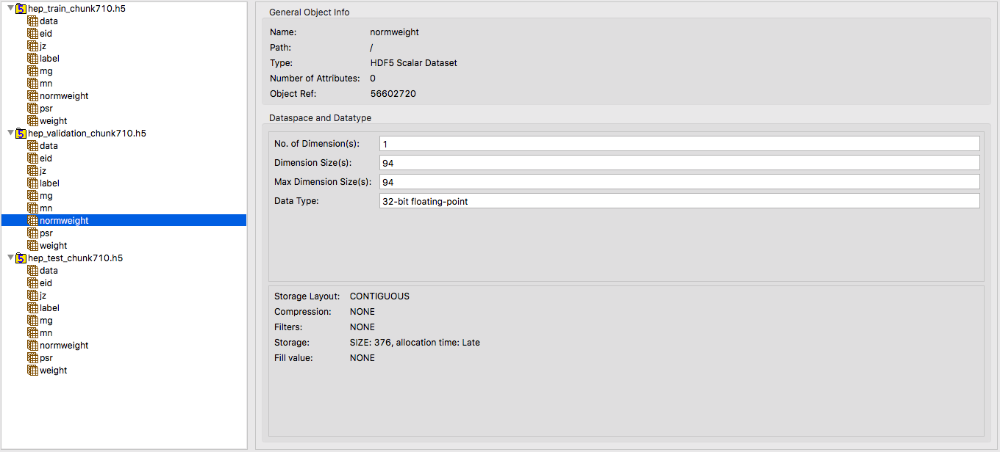 hep_train_chunk710.h5
data
eid
jz
label
mg
mn
normweight
psr
weight
hep_validation_chunk710.h5
data
eid
jz
label
mg
mn
normweight
psr
weight
hep_test_chunk710.h5
data
eid
jz
label
mg
mn
normweight
psr
weight
General Object Info
Name: normweight
Path: /
Type: HDF5 Scalar Dataset
Number of Attributes: 0
Object Ref: 56602720
Dataspace and Datatype
No. of Dimension(s): 1
Dimension Size(s): 94
Max Dimension Size(s): 94
Data Type: 32-bit floating-point
Storage Layout: CONTIGUOUS
Compression: NONE
Filters: NONE
Storage: SIZE: 376, allocation time: Late
Fill value: NONE